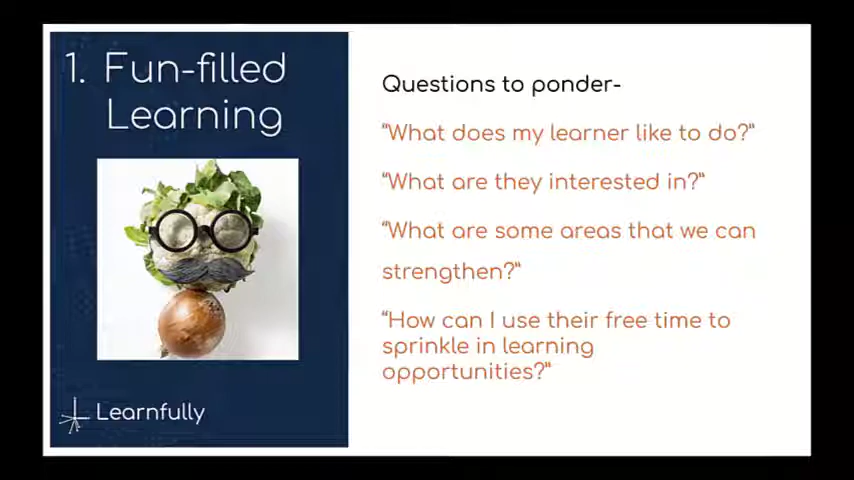 1. Fun-filled
Learning
Learnfully
Questions to ponder-
“What does my learner like to do?”
“What are they interested in?”
“What are some areas that we can
strengthen?”
“How can I use their free time to
sprinkle in learning
opportunities?”